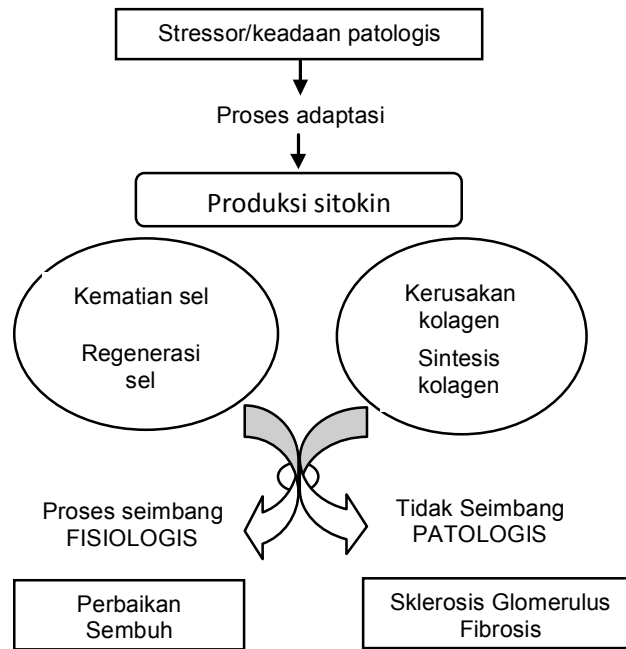 Stressor/keadaan patologis
Proses adaptasi
Produksi sitokin
Kematian sel
Regenerasi
sel
Kerusakan
kolagen
Sintesis
kolagen
Proses seimbang
FISIOLOGIS
Tidak Seimbang
PATOLOGIS
Perbaikan
Sembuh
Sklerosis Glomerulus
Fibrosis